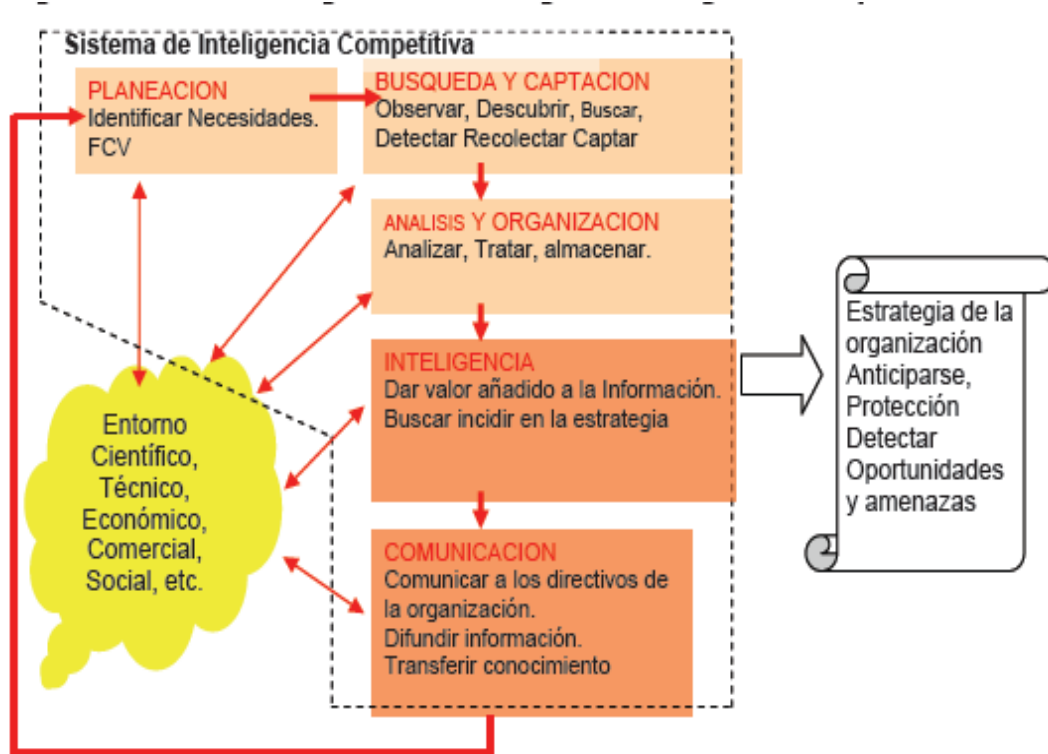 Sistema de Inteligencia Competitiva
PLANEACION
Identificar Necesidades.
FCV
BUSQUEDA Y CAPTACION
Observar, Descubrir, Buscar,
Detectar Recolectar Captar
ANALISIS Y ORGANIZACION
Analizar, Tratar, almacenar.
INTELIGENCIA
Dar valor añadido a la Información.
Buscar incidir en la estrategia
COMUNICACION
Comunicar a los directivos de
la organización.
Difundir información.
Transferir conocimiento
Entorno
Científico,
Técnico,
Económico,
Comercial,
Social, etc.
Estrategia de la
organización
Anticiparse,
Protección
Detectar
Oportunidades
y amenazas